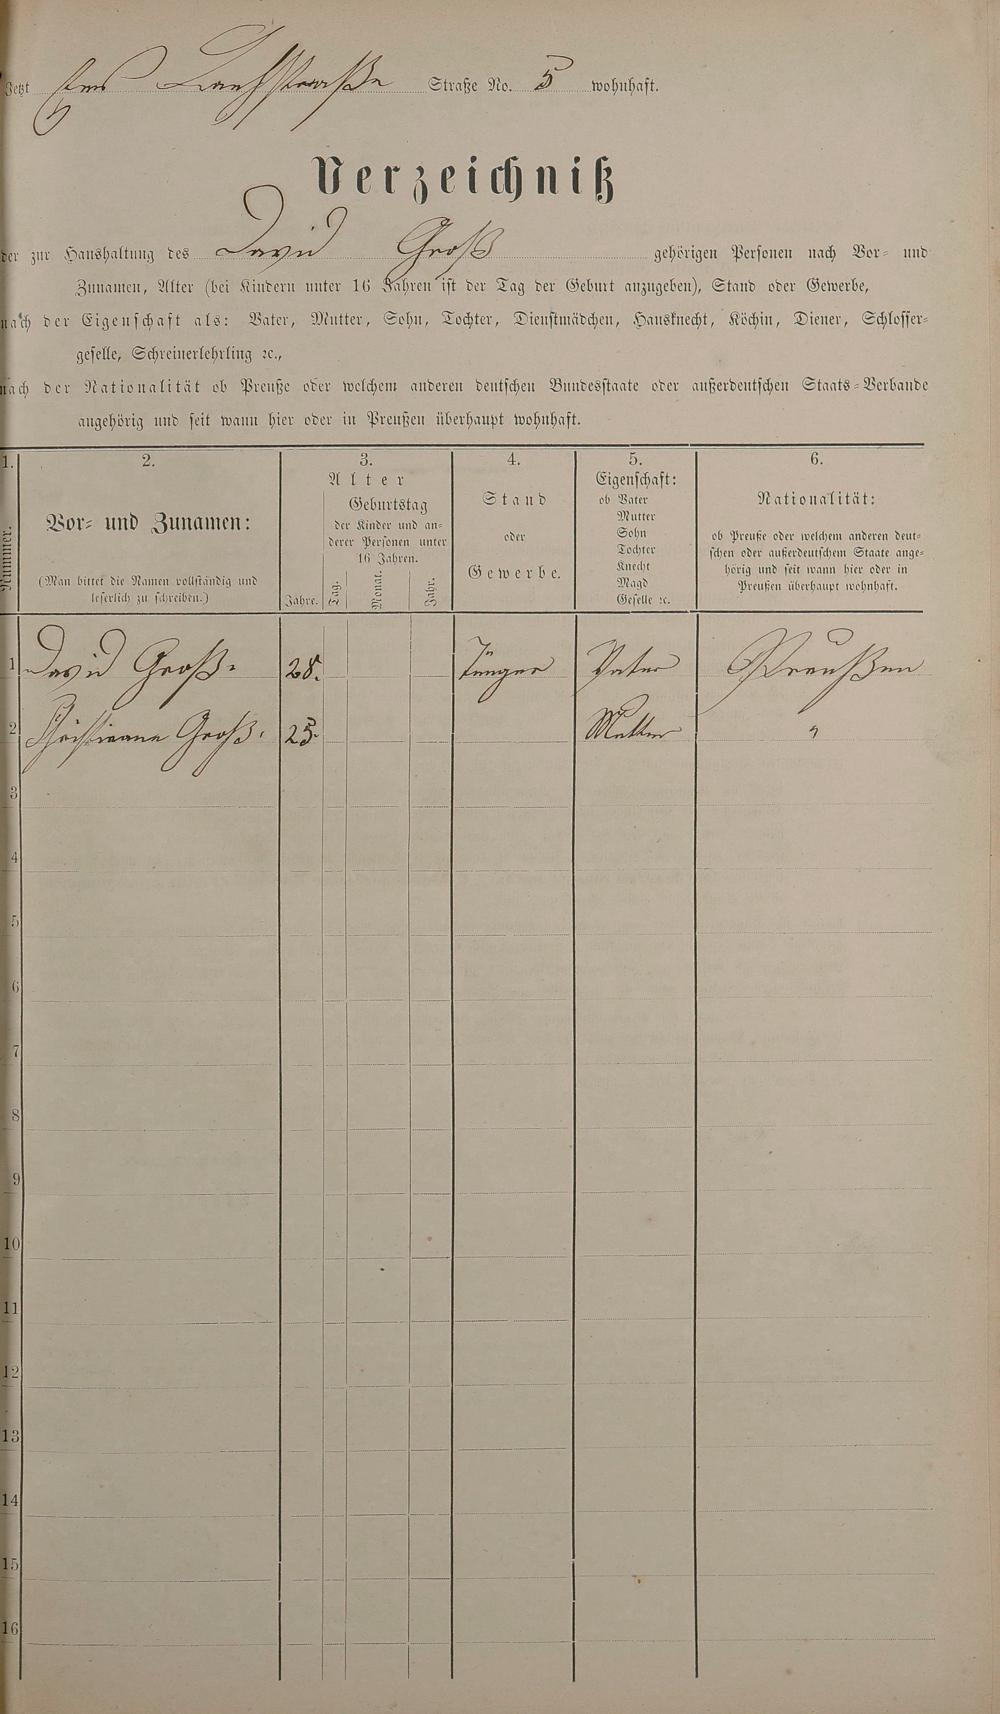 Jetzt Ems Straße No. 5 wohnhaft.
Verzeichniß
der zur Haushaltung des David Groß gehörigen Personen nach Vor- und
Zunamen, Alter (bei Kindern unter 16 Jahren ist der Tag der Geburt anzugeben), Stand oder Gewerbe,
nach der Eigenschaft als: Vater, Mutter, Sohn, Tochter, Dienstmädchen, Hausknecht, Köchin, Diener, Schlosser-
geselle, Schreinerlehrling ꝛc.,
nach der Nationalität ob Preuße oder welchem anderen deutschen Bundesstaate oder außerdeutschen Staats-Verbande
angehörig und seit wann hier oder in Preußen überhaupt wohnhaft.
1. 2. 3. 4. 5. 6.
Nummer.
Vor- und Zunamen:
(Man bittet die Namen vollständig und
leserlich zu schreiben.)
Alter
Jahre.
Geburtstag
der Kinder und an-
derer Personen unter
16 Jahren.
Tag. Monat. Jahr.
Stand
oder
Gewerbe.
Eigenschaft:
ob Vater
Mutter
Sohn
Tochter
Knecht
Magd
Geselle ꝛc.
Nationalität:
ob Preuße oder welchem anderen deut-
schen oder außerdeutschem Staate ange-
hörig und seit wann hier oder in
Preußen überhaupt wohnhaft.
1 David Groß. 28. Vater Preußen
2 Christiane Groß. 25. Mutter "
3
4
5
6
7
8
9
10
11
12
13
14
15
16